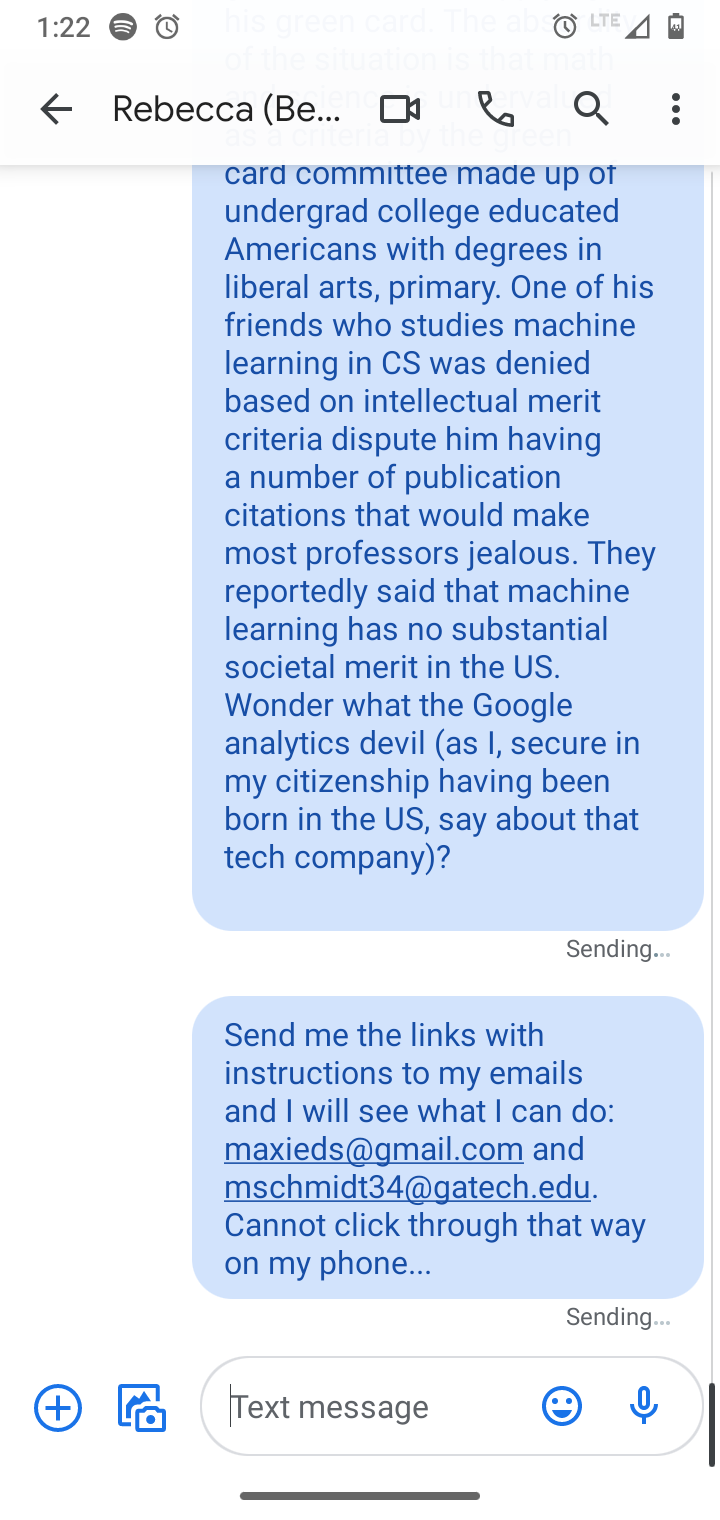 1:22
LTE
41
his green card. The absurdity
of the situation is that math
and science is undervalued
as a criteria by the green
Rebecca (Be...
card committee made up of
undergrad college educated
Americans with degrees in
liberal arts, primary. One of his
friends who studies machine
learning in CS was denied
based on intellectual merit
criteria dispute him having
a number of publication
citations that would make
most professors jealous. They
reportedly said that machine
learning has no substantial
societal merit in the US.
Wonder what the Google
analytics devil (as I, secure in
my citizenship having been
born in the US, say about that
tech company)?
Sending...
Send me the links with
instructions to my emails
and I will see what I can do:
maxieds@gmail.com and
mschmidt34@gatech.edu.
Cannot click through that way
on my phone...
Sending...
Text message